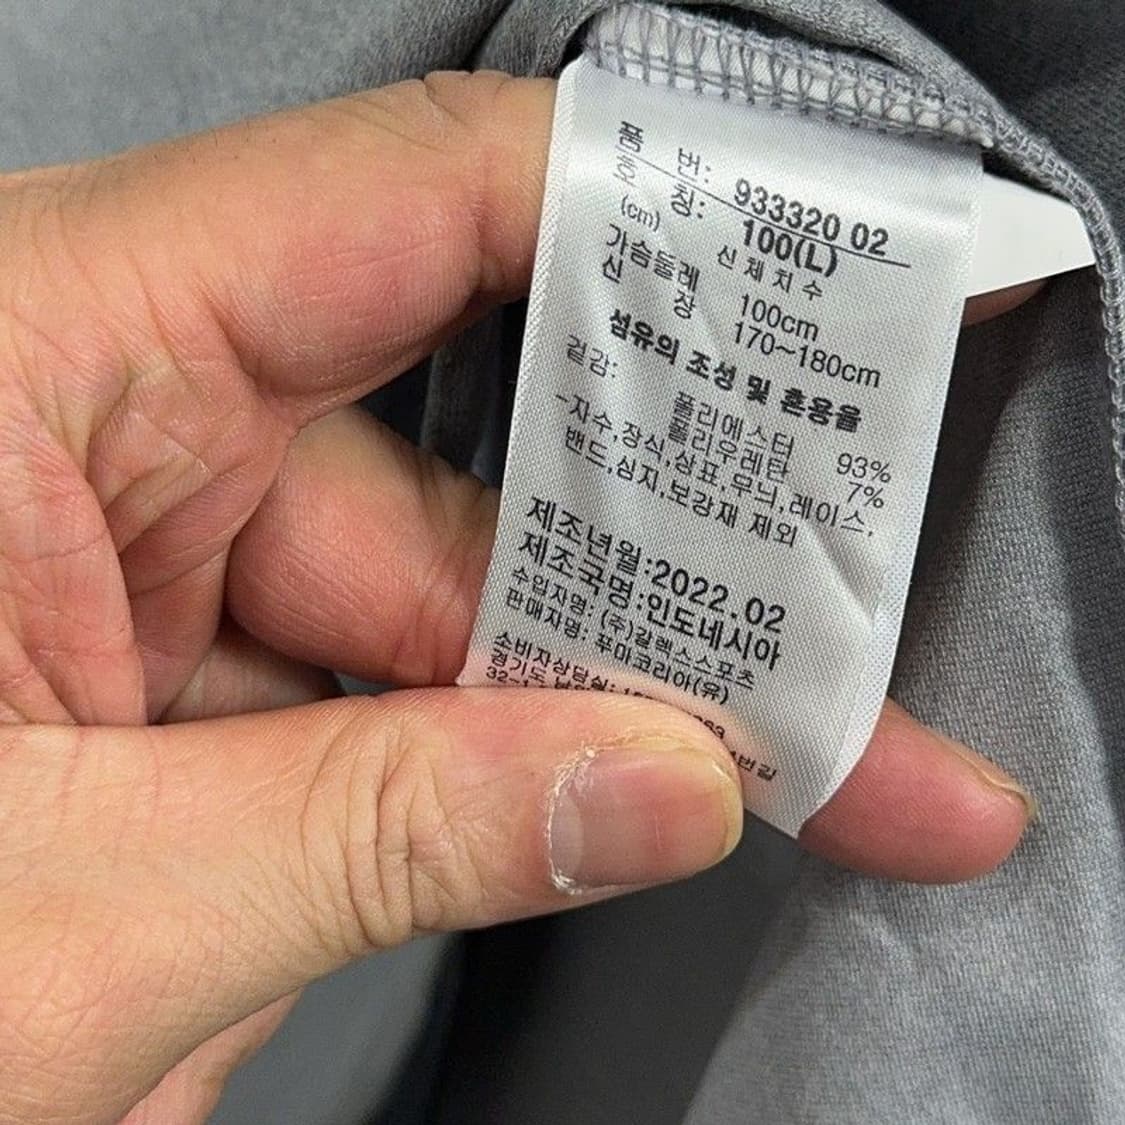 품 번: 933320 02
호 칭: 100(L)
(cm) 신체치수
가슴둘레 100cm
신 장 170~180cm
섬유의 조성 및 혼용율
겉감: 폴리에스터 93%
폴리우레탄 7%
-자수,장식,상표,무늬,레이스,
밴드,심지,보강재 제외
제조년월:2022.02
제조국명:인도네시아
수입자명: (주)갈렉스스포츠
판매자명: 푸마코리아(유)
소비자상담실:
경기도
번길